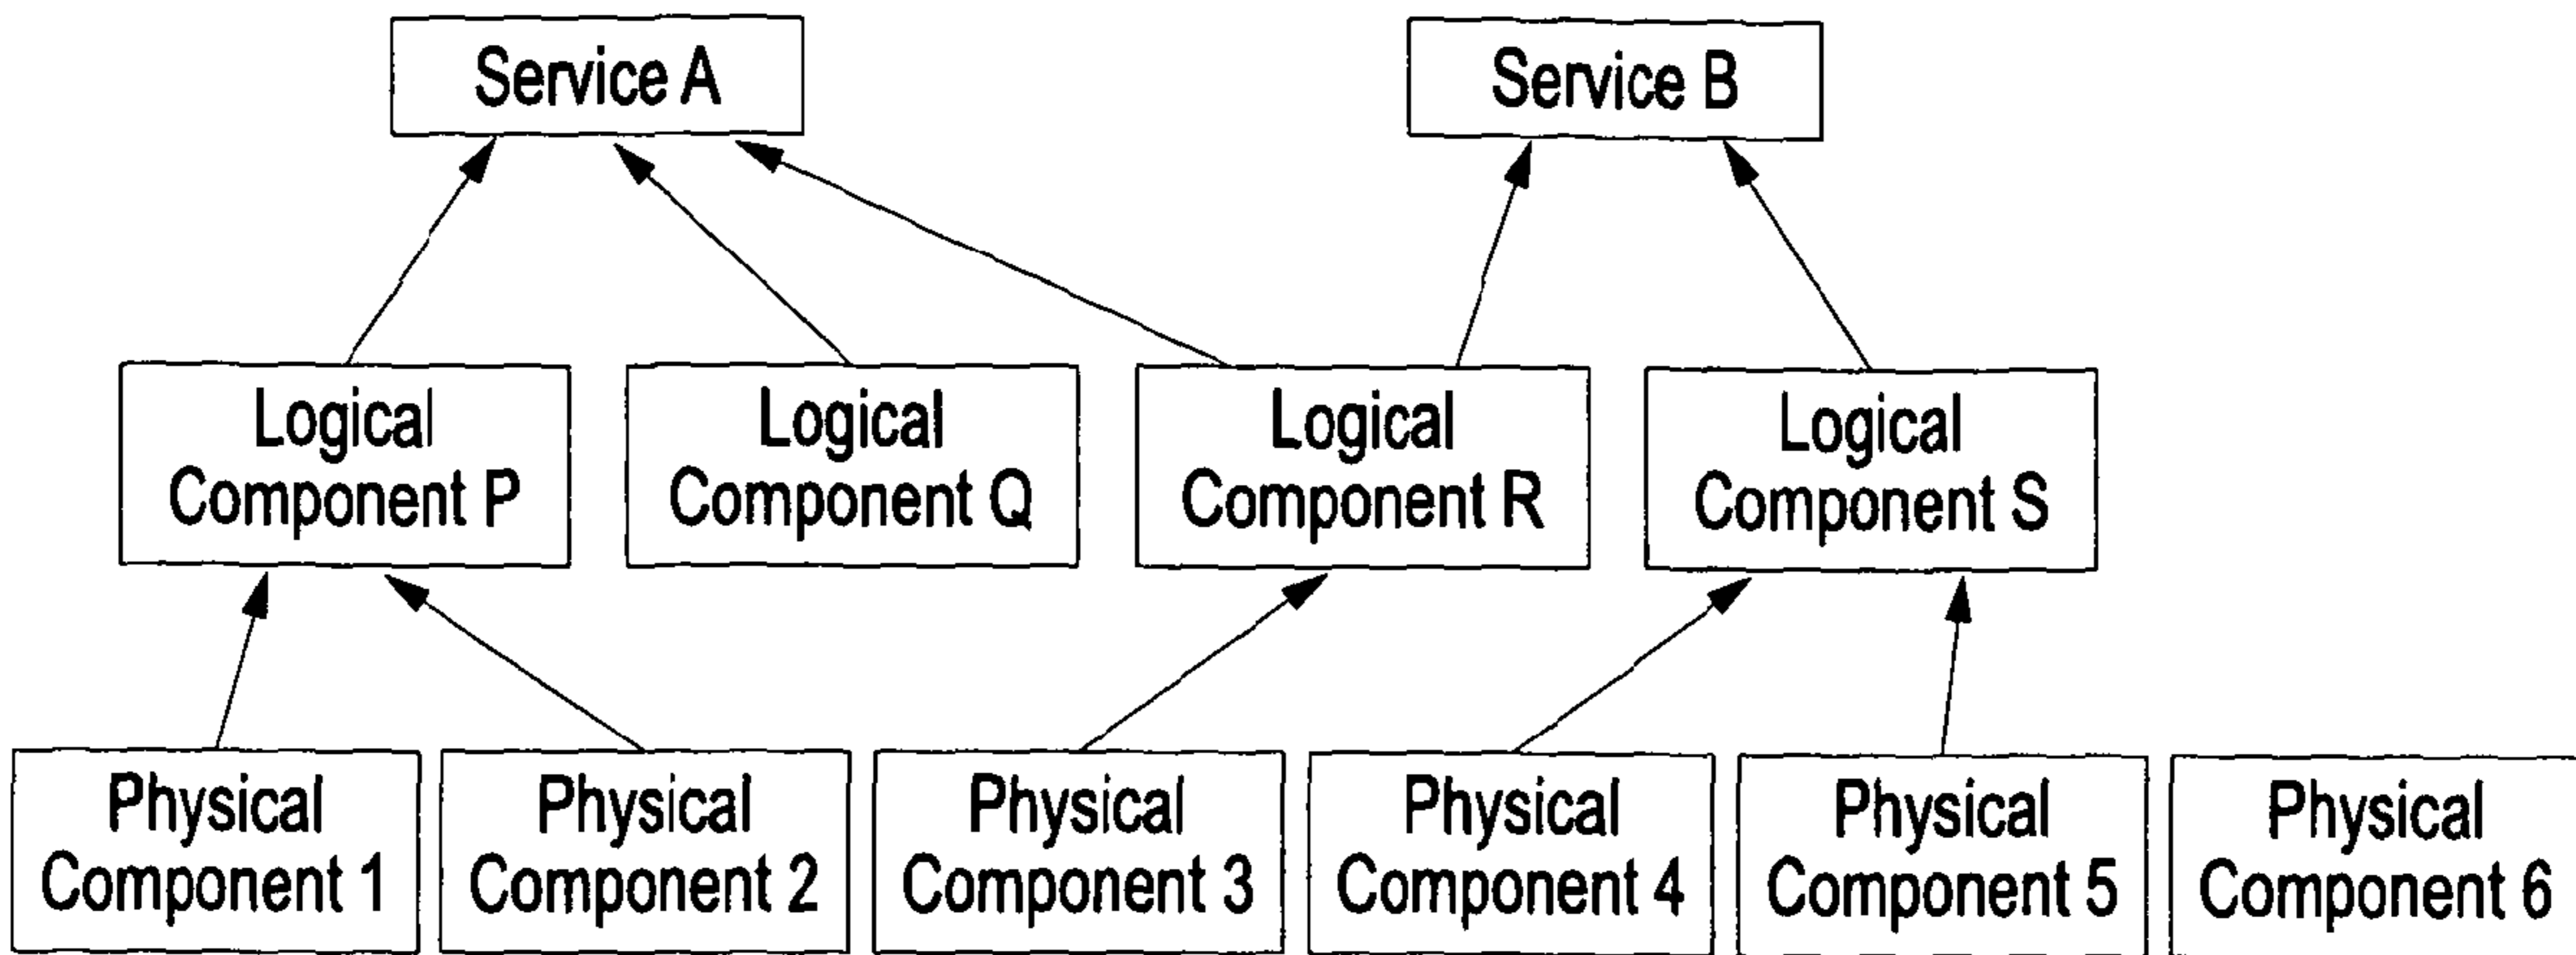 Service A
Service B
Logical
Component P
Logical
Component Q
Logical
Component R
Logical
Component S
Physical
Component 1
Physical
Component 2
Physical
Component 3
Physical
Component 4
Physical
Component 5
Physical
Component 6